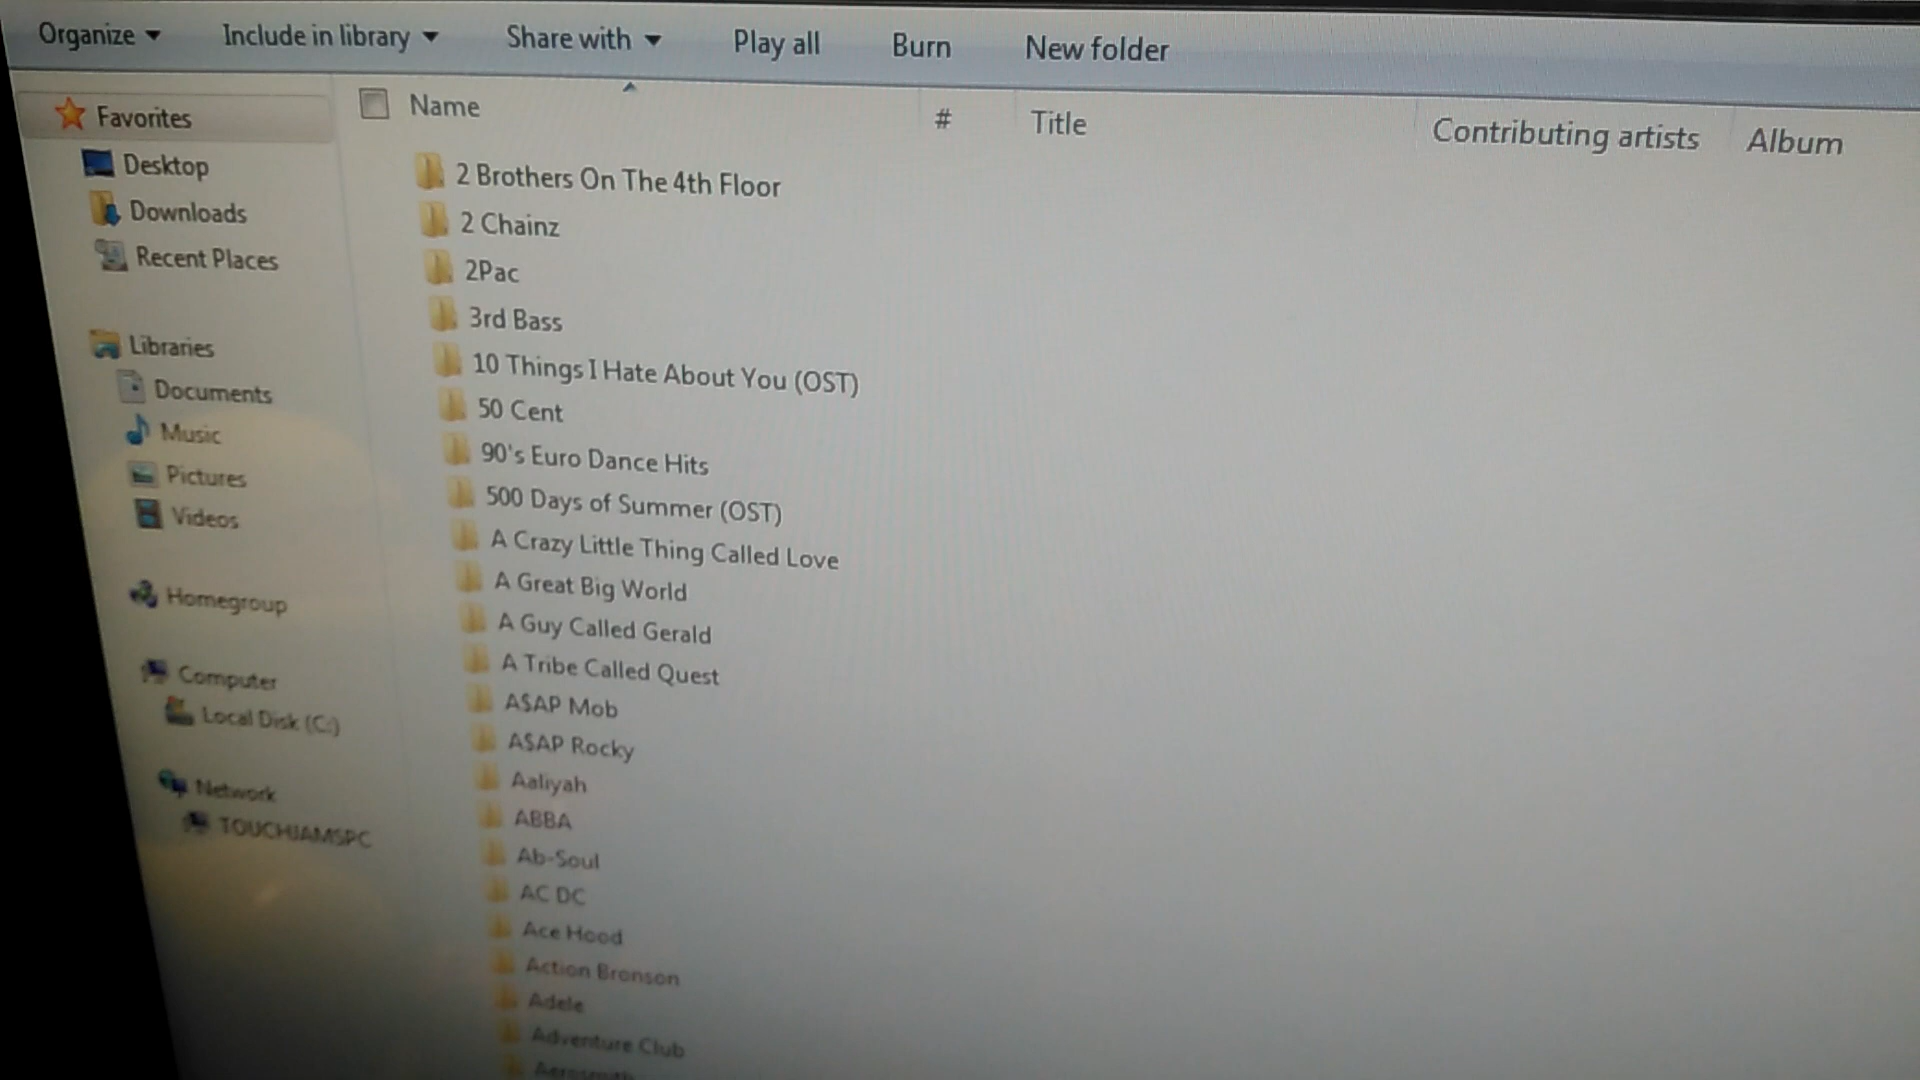 Organize Include in library Share with Play all Burn New folder
Name # Title Contributing artists Album
Favorites
Desktop
Downloads
Recent Places
Libraries
Documents
Music
Pictures
Videos
Homegroup
Computer
Local Disk (C:)
Network
TOUCHJAMSPC
2 Brothers On The 4th Floor
2 Chainz
2Pac
3rd Bass
10 Things I Hate About You (OST)
50 Cent
90's Euro Dance Hits
500 Days of Summer (OST)
A Crazy Little Thing Called Love
A Great Big World
A Guy Called Gerald
A Tribe Called Quest
A$AP Mob
A$AP Rocky
Aaliyah
ABBA
Ab-Soul
AC DC
Ace Hood
Action Bronson
Adele
Adventure Club
Aerosmith